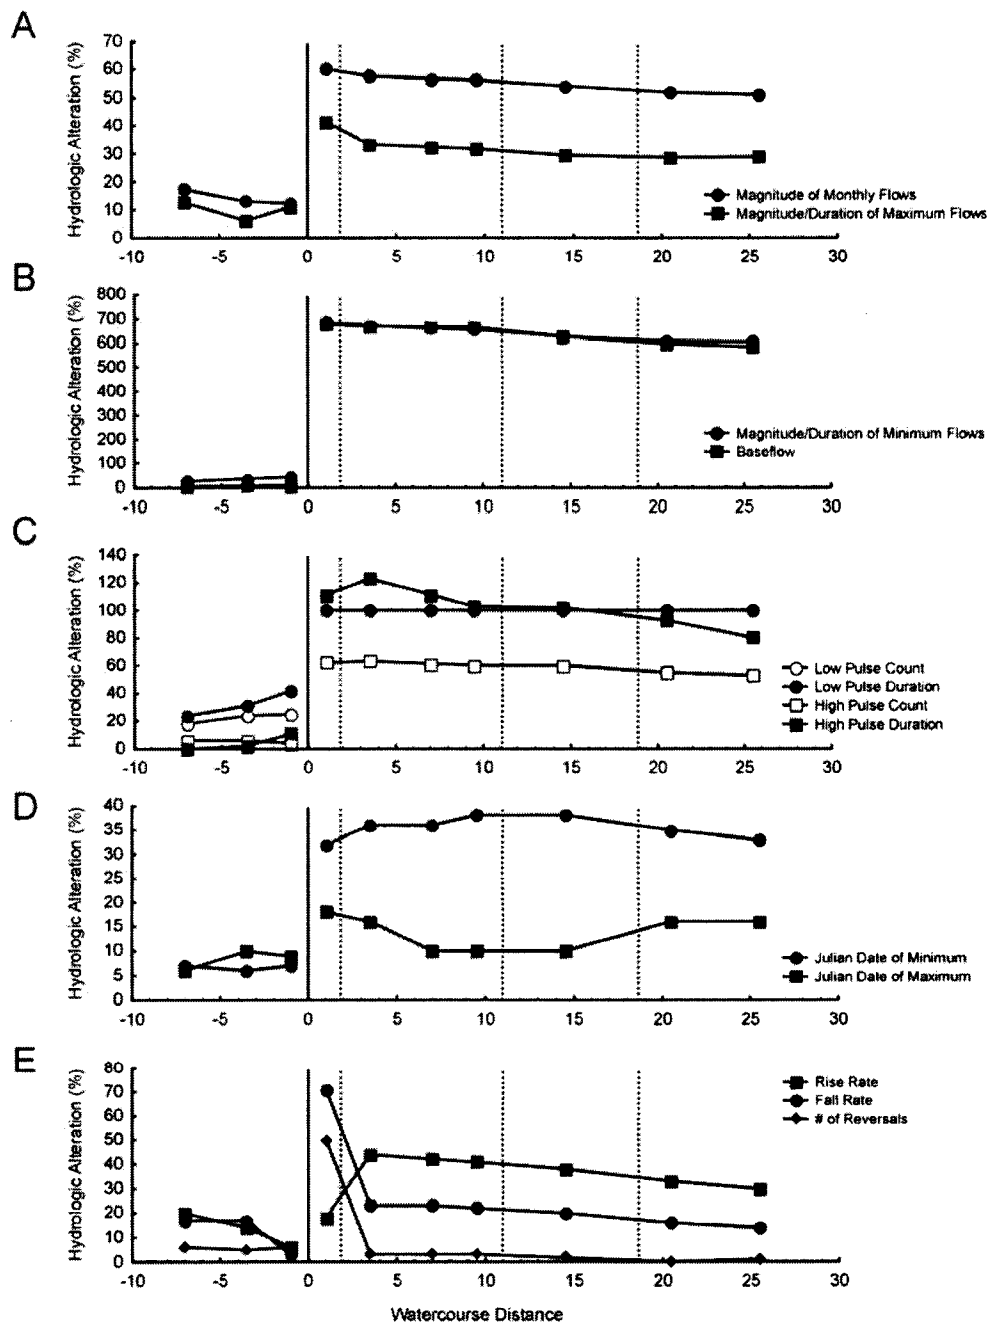 A
Hydrologic Alteration (%)
70
60
50
40
30
20
10
0
Magnitude of Monthly Flows
Magnitude/Duration of Maximum Flows
-10 -5 0 5 10 15 20 25 30
B
Hydrologic Alteration (%)
800
700
600
500
400
300
200
100
0
Magnitude/Duration of Minimum Flows
Baseflow
-10 -5 0 5 10 15 20 25 30
C
Hydrologic Alteration (%)
140
120
100
80
60
40
20
0
Low Pulse Count
Low Pulse Duration
High Pulse Count
High Pulse Duration
-10 -5 0 5 10 15 20 25 30
D
Hydrologic Alteration (%)
40
35
30
25
20
15
10
5
0
Julian Date of Minimum
Julian Date of Maximum
-10 -5 0 5 10 15 20 25 30
E
Hydrologic Alteration (%)
80
70
60
50
40
30
20
10
0
Rise Rate
Fall Rate
# of Reversals
-10 -5 0 5 10 15 20 25 30
Watercourse Distance